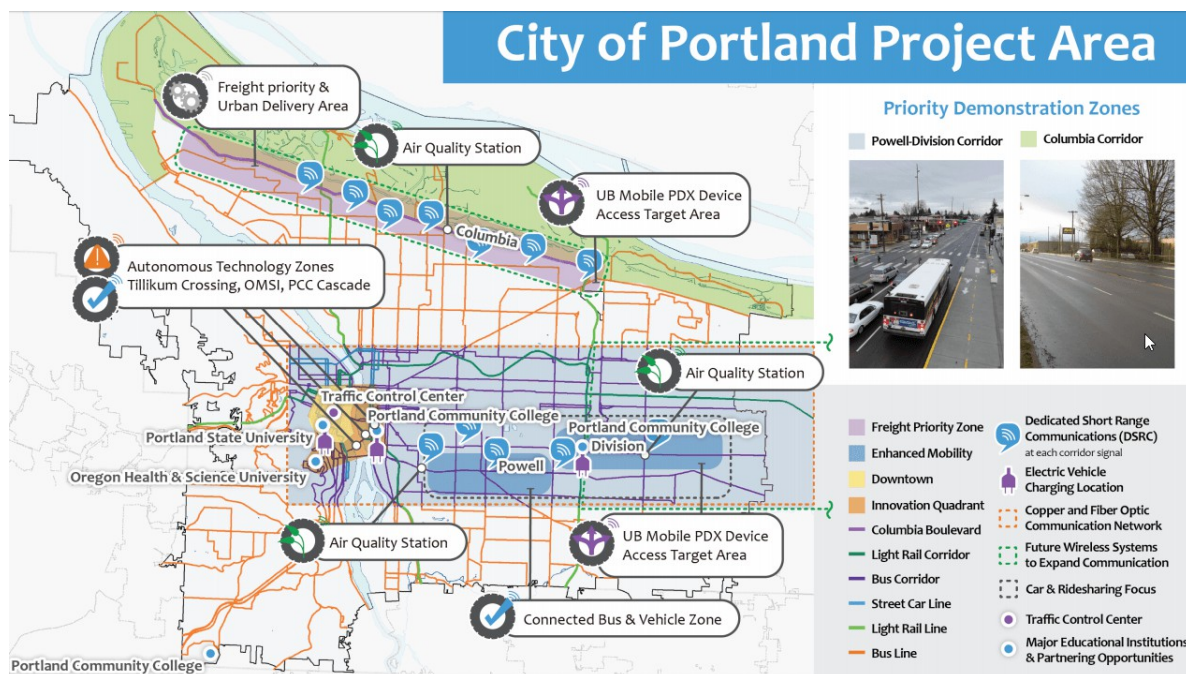 City of Portland Project Area
Freight priority &
Urban Delivery Area
Air Quality Station
UB Mobile PDX Device
Access Target Area
Columbia
Autonomous Technology Zones
Tillikum Crossing, OMSI, PCC Cascade
Air Quality Station
Traffic Control Center
Portland Community College
Portland State University
Portland Community College
Division
Oregon Health & Science University
Powell
Air Quality Station
UB Mobile PDX Device
Access Target Area
Connected Bus & Vehicle Zone
Portland Community College
Priority Demonstration Zones
Powell-Division Corridor
Columbia Corridor
Freight Priority Zone
Enhanced Mobility
Downtown
Innovation Quadrant
Columbia Boulevard
Light Rail Corridor
Bus Corridor
Street Car Line
Light Rail Line
Bus Line
Dedicated Short Range
Communications (DSRC)
at each corridor signal
Electric Vehicle
Charging Location
Copper and Fiber Optic
Communication Network
Future Wireless Systems
to Expand Communication
Car & Ridesharing Focus
Traffic Control Center
Major Educational Institutions
& Partnering Opportunities